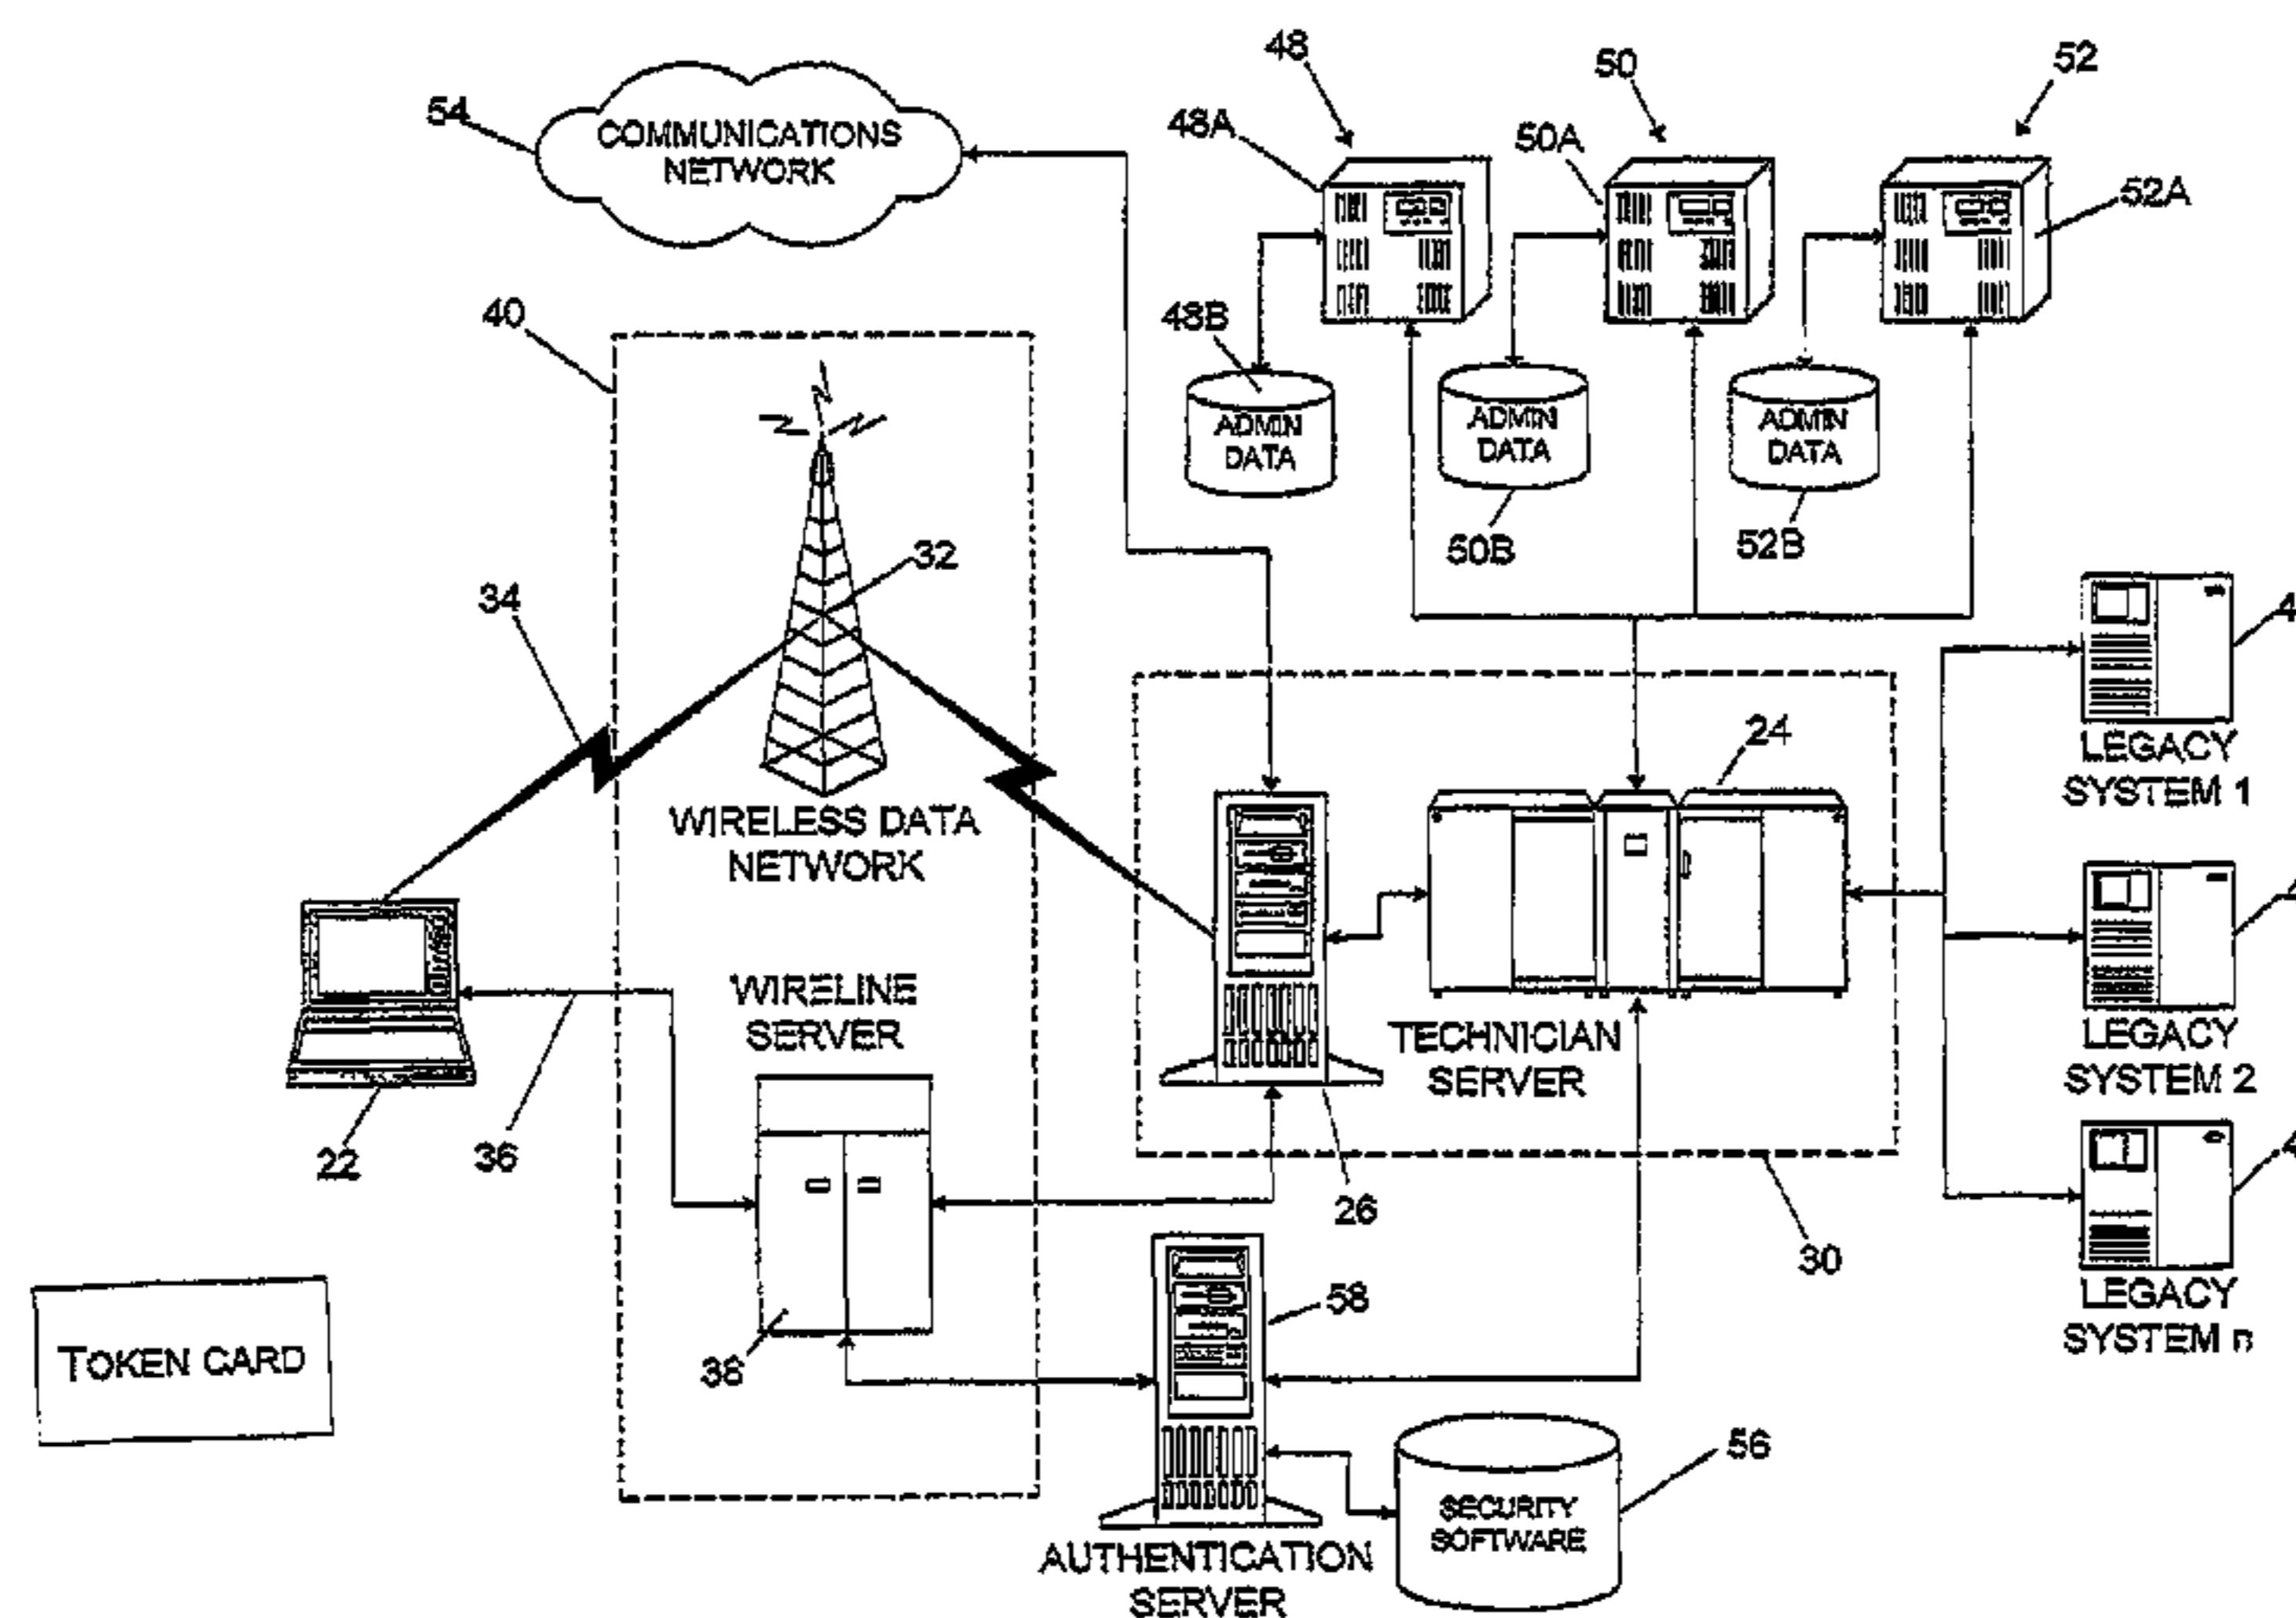 48
50
52
54
COMMUNICATIONS
NETWORK
48A
50A
52A
40
48B
ADMIN
DATA
ADMIN
DATA
ADMIN
DATA
50B
52B
32
34
24
LEGACY
SYSTEM 1
WIRELESS DATA
NETWORK
WIRELINE
SERVER
TECHNICIAN
SERVER
LEGACY
SYSTEM 2
22
36
26
30
LEGACY
SYSTEM n
TOKEN CARD
38
58
56
SECURITY
SOFTWARE
AUTHENTICATION
SERVER